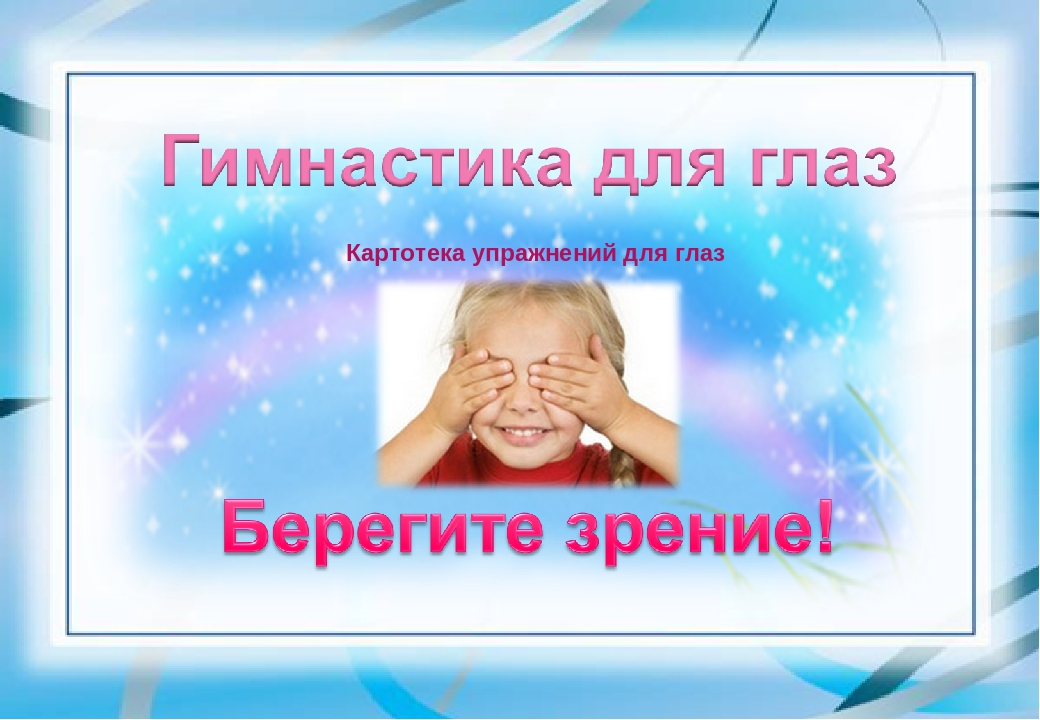 Гимнастика для глаз
Картотека упражнений для глаз
Берегите зрение!